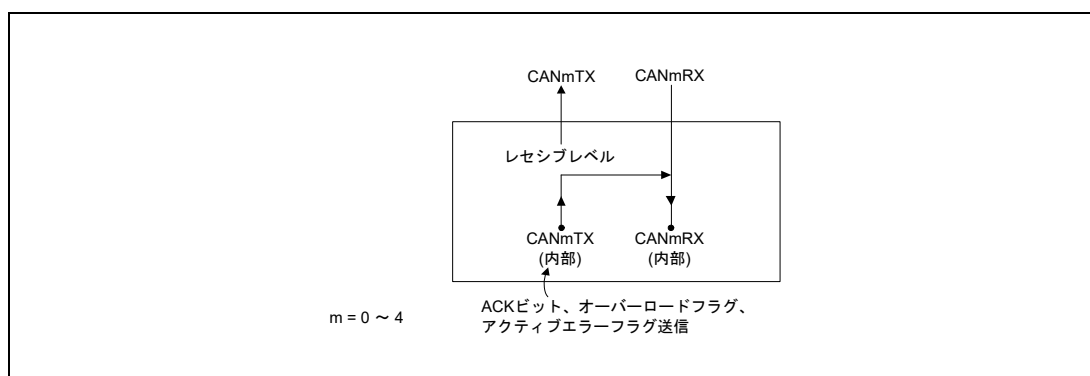 CANmTX CANmRX
レセシブレベル
CANmTX CANmRX
(内部) (内部)
ACKビット、オーバーロードフラグ、
m = 0 ～ 4
アクティブエラーフラグ送信